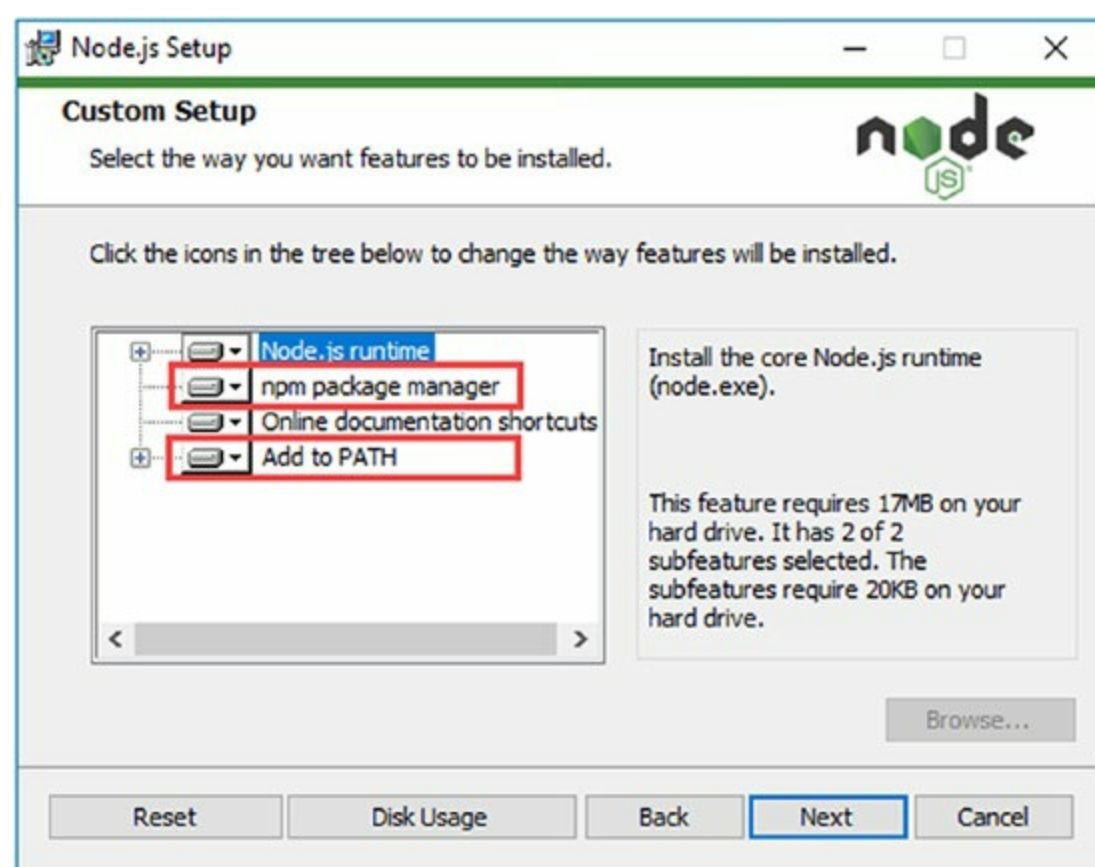 Node.js Setup
Custom Setup
Select the way you want features to be installed.
node
JS
Click the icons in the tree below to change the way features will be installed.
Node.js runtime
npm package manager
Online documentation shortcuts
Add to PATH
Install the core Node.js runtime
(node.exe).
This feature requires 17MB on your
hard drive. It has 2 of 2
subfeatures selected. The
subfeatures require 20KB on your
hard drive.
Browse...
Reset
Disk Usage
Back
Next
Cancel